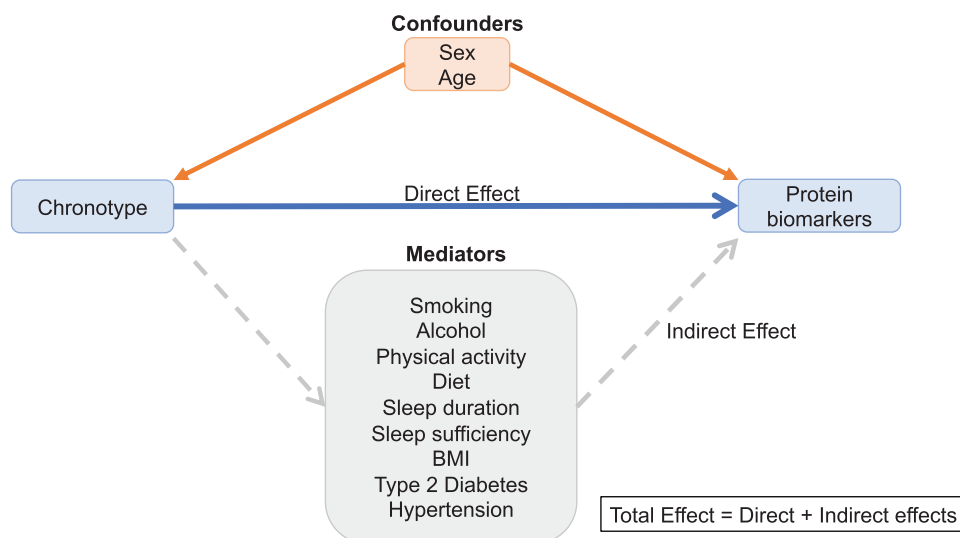 Confounders
Sex
Age
Chronotype
Direct Effect
Protein
biomarkers
Mediators
Smoking
Alcohol
Physical activity
Diet
Sleep duration
Sleep sufficiency
BMI
Type 2 Diabetes
Hypertension
Indirect Effect
Total Effect = Direct + Indirect effects